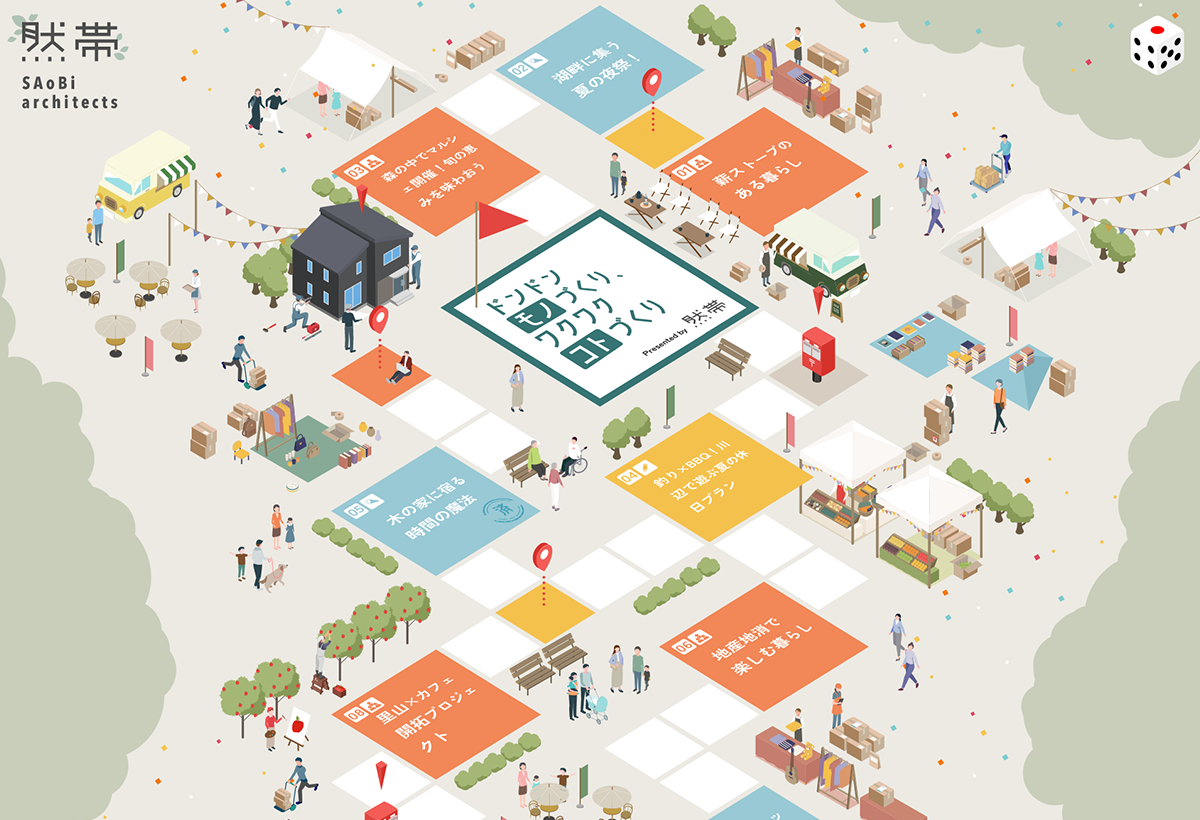 然帯
SAoBi
architects
02
湖畔に集う
夏の夜祭！
03
森の中でマルシ
ェ開催！旬の恵
みを味わおう
01
薪ストーブの
ある暮らし
ドンドン
モノづくり、
ワクワク
コトづくり
Presented by 然帯
04
釣り×BBQ！川
辺で遊ぶ夏の休
日プラン
05
木の家に宿る
時間の魔法
済
06
地産地消で
楽しむ暮らし
08
里山×カフェ
開拓プロジェ
クト